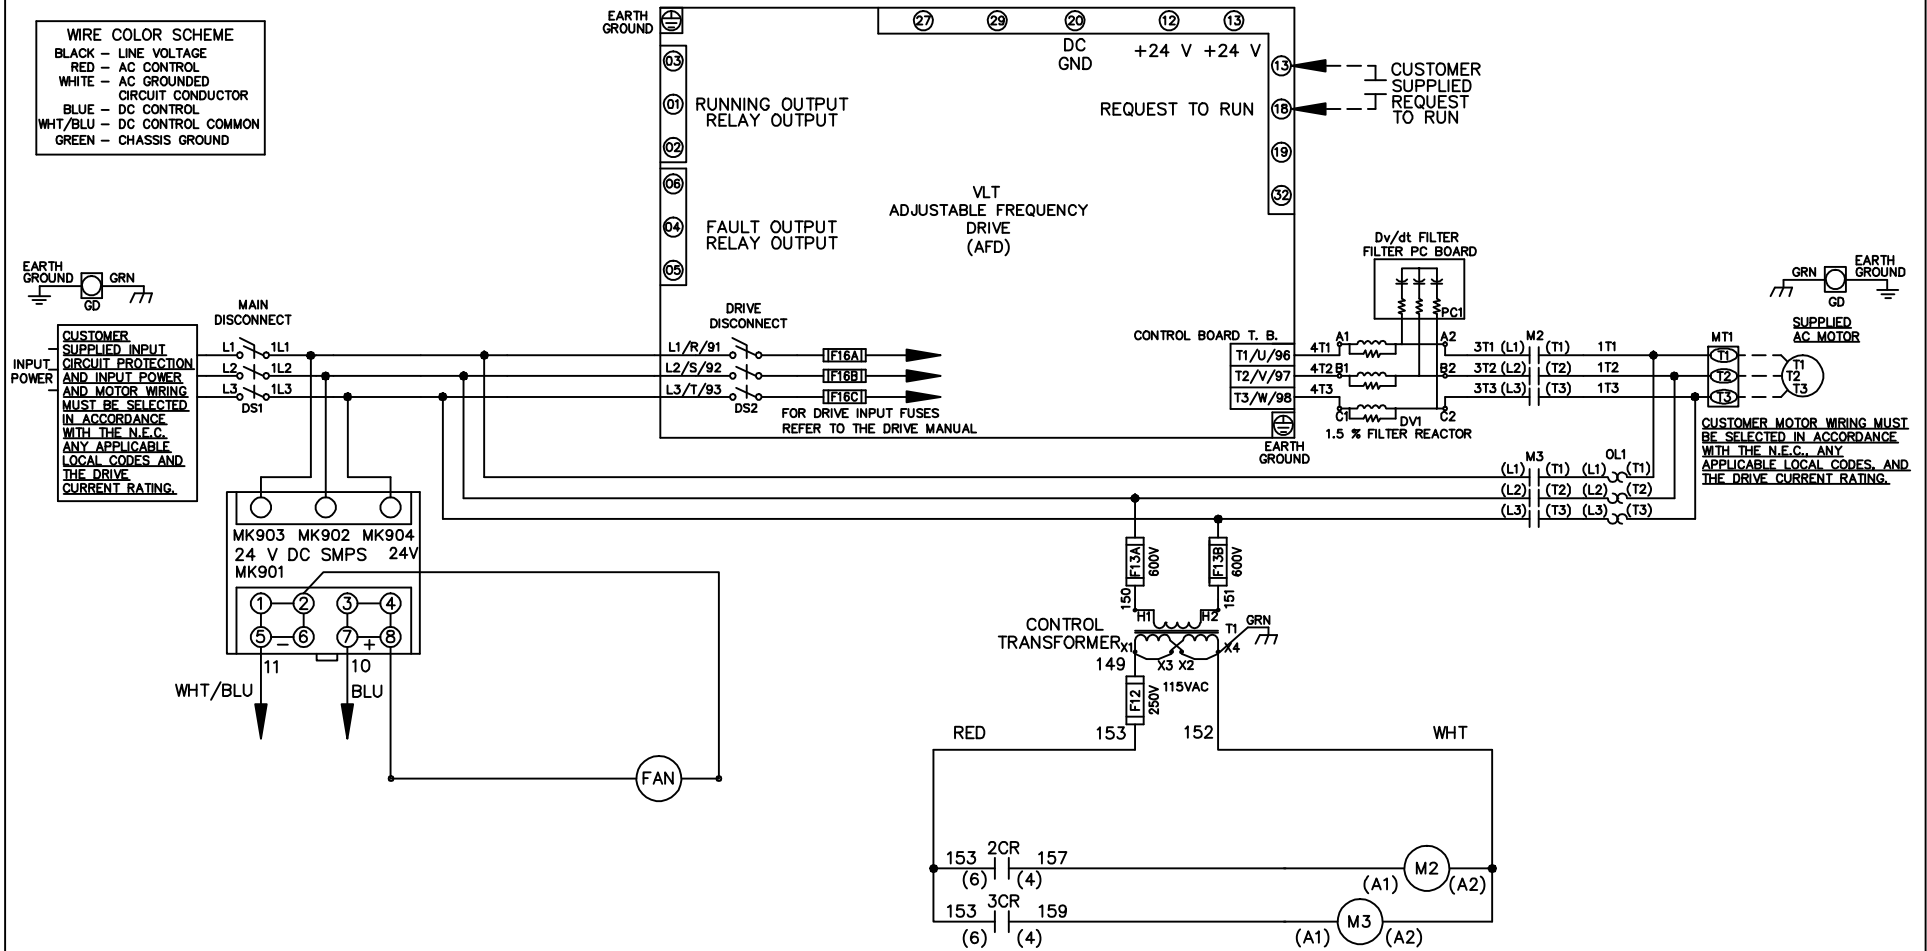 WIRE COLOR SCHEME
BLACK – LINE VOLTAGE
RED – AC CONTROL
WHITE – AC GROUNDED
CIRCUIT CONDUCTOR
BLUE – DC CONTROL
WHT/BLU – DC CONTROL COMMON
GREEN – CHASSIS GROUND
EARTH
GROUND
27
29
20
12
13
DC
GND
+24 V
+24 V
03
01
02
RUNNING OUTPUT
RELAY OUTPUT
06
04
05
FAULT OUTPUT
RELAY OUTPUT
13
18
19
32
REQUEST TO RUN
CUSTOMER
SUPPLIED
REQUEST
TO RUN
VLT
ADJUSTABLE FREQUENCY
DRIVE
(AFD)
EARTH
GROUND
GRN
GD
CUSTOMER
SUPPLIED INPUT
CIRCUIT PROTECTION
AND INPUT POWER
AND MOTOR WIRING
MUST BE SELECTED
IN ACCORDANCE
WITH THE N.E.C.
ANY APPLICABLE
LOCAL CODES AND
THE DRIVE
CURRENT RATING.
INPUT
POWER
MAIN
DISCONNECT
L1
1L1
L2
1L2
L3
1L3
DS1
DRIVE
DISCONNECT
L1/R/91
L2/S/92
L3/T/93
DS2
F16A
F16B
F16C
FOR DRIVE INPUT FUSES
REFER TO THE DRIVE MANUAL
CONTROL BOARD T. B.
T1/U/96
T2/V/97
T3/W/98
EARTH
GROUND
4T1
4T2
4T3
A1
A2
B1
B2
C1
C2
DV1
1.5 % FILTER REACTOR
Dv/dt FILTER
FILTER PC BOARD
PC1
M2
3T1 (L1) (T1) 1T1
3T2 (L2) (T2) 1T2
3T3 (L3) (T3) 1T3
MT1
T1
T2
T3
T1
T2
T3
GRN
EARTH
GROUND
GD
SUPPLIED
AC MOTOR
CUSTOMER MOTOR WIRING MUST
BE SELECTED IN ACCORDANCE
WITH THE N.E.C., ANY
APPLICABLE LOCAL CODES, AND
THE DRIVE CURRENT RATING.
M3
OL1
(L1) (T1) (L1) (T1)
(L2) (T2) (L2) (T2)
(L3) (T3) (L3) (T3)
MK903 MK902 MK904
24 V DC SMPS 24V
MK901
1
2
3
4
5
–
6
7
+
8
11
10
WHT/BLU
BLU
FAN
F13A
600V
F13B
600V
150
151
H1
H2
CONTROL
TRANSFORMER
T1
GRN
X1
X3 X2
X4
149
115VAC
F12
250V
153
152
RED
WHT
2CR
153
157
(6)
(4)
M2
(A1)
(A2)
3CR
153
159
(6)
(4)
M3
(A1)
(A2)